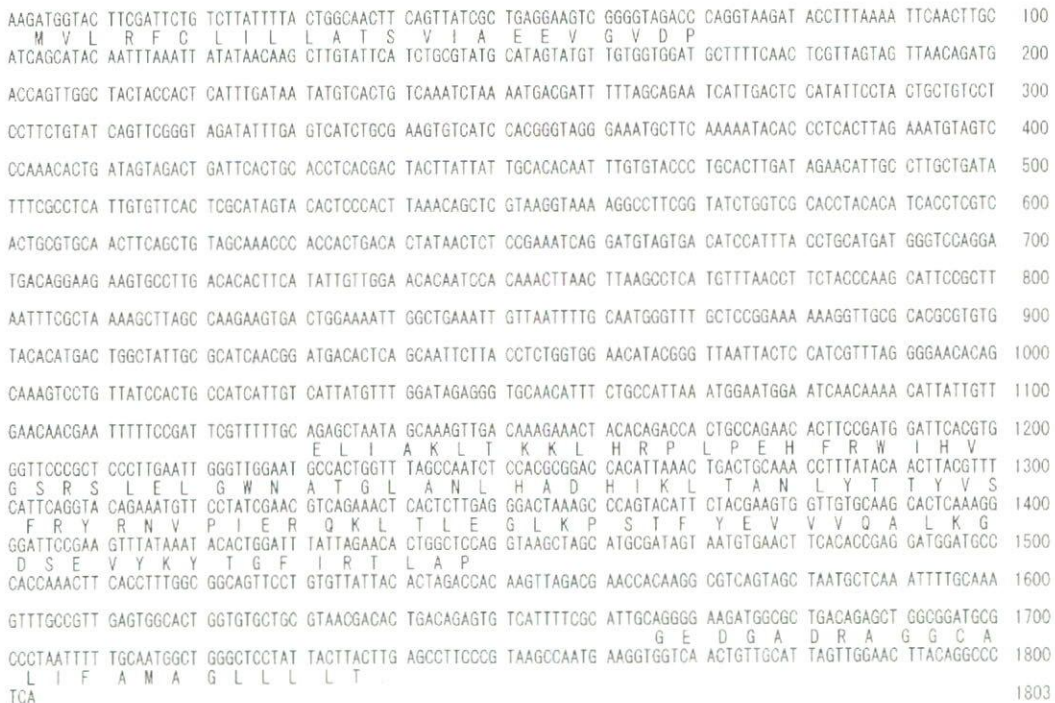 AAGATGGTAC TTCGATTCTG TCTTATTTTA CTGGCAACTT CAGTTATCGC TGAGGAAGTC GGGGTAGACC CAGGTAAGAT ACCTTTAAAA TTCAACTTGC 100
M V L R F C L I L L A T S V I A E E V G V D P
ATCAGCATAC AATTTAAATT ATATAACAAG CTTGTATTCA TCTGCGTATG CATAGTATGT TGTGGTGGAT GCTTTTCAAC TCGTTAGTAG TTAACAGATG 200
ACCAGTTGGC TACTACCACT CATTTGATAA TATGTCACTG TCAAATCTAA AATGACGATT TTTAGCAGAA TCATTGACTC CATATTCCTA CTGCTGTCCT 300
CCTTCTGTAT CAGTTCGGGT AGATATTTGA GTCATCTGCG AAGTGTCATC CACGGGTAGG GAAATGCTTC AAAAATACAC CCTCACTTAG AAATGTAGTC 400
CCAAACACTG ATAGTAGACT GATTCACTGC ACCTCACGAC TACTTATTAT TGCACACAAT TTGTGTACCC TGCACTTGAT AGAACATTGC CTTGCTGATA 500
TTTCGCCTCA TTGTGTTCAC TCGCATAGTA CACTCCCACT TAAACAGCTC GTAAGGTAAA AGGCCTTCGG TATCTGGTCG CACCTACACA TCACCTCGTC 600
ACTGCGTGCA ACTTCAGCTG TAGCAAACCC ACCACTGACA CTATAACTCT CCGAAATCAG GATGTAGTGA CATCCATTTA CCTGCATGAT GGGTCCAGGA 700
TGACAGGAAG AAGTGCCTTG ACACACTTCA TATTGTTGGA ACACAATCCA CAAACTTAAC TTAAGCCTCA TGTTTAACCT TCTACCCAAG CATTCCGCTT 800
AATTTCGCTA AAAGCTTAGC CAAGAAGTGA CTGGAAAATT GGCTGAAATT GTTAATTTTG CAATGGGTTT GCTCCGGAAA AAAGGTTGCG CACGCGTGTG 900
TACACATGAC TGGCTATTGC GCATCAACGG ATGACACTCA GCAATTCTTA CCTCTGGTGG AACATACGGG TTAATTACTC CATCGTTTAG GGGAACACAG 1000
CAAAGTCCTG TTATCCACTG CCATCATTGT CATTATGTTT GGATAGAGGG TGCAACATTT CTGCCATTAA ATGGAATGGA ATCAACAAAA CATTATTGTT 1100
GAACAACGAA TTTTTCCGAT TCGTTTTTGC AGAGCTAATA GCAAAGTTGA CAAAGAAACT ACACAGACCA CTGCCAGAAC ACTTCCGATG GATTCACGTG 1200
E L I A K L T K K L H R P L P E H F R W I H V
GGTTCCCGCT CCCTTGAATT GGGTTGGAAT GCCACTGGTT TAGCCAATCT CCACGCGGAC CACATTAAAC TGACTGCAAA CCTTTATACA ACTTACGTTT 1300
G S R S L E L G W N A T G L A N L H A D H I K L T A N L Y T T Y V S
CATTCAGGTA CAGAAATGTT CCTATCGAAC GTCAGAAACT CACTCTTGAG GGACTAAAGC CCAGTACATT CTACGAAGTG GTTGTGCAAG CACTCAAAGG 1400
F R Y R N V P I E R Q K L T L E G L K P S T F Y E V V V Q A L K G
GGATTCCGAA GTTTATAAAT ACACTGGATT TATTAGAACA CTGGCTCCAG GTAAGCTAGC ATGCGATAGT AATGTGAACT TCACACCGAG GATGGATGCC 1500
D S E V Y K Y T G F I R T L A P
CACCAAACTT CACCTTTGGC GGCAGTTCCT GTGTTATTAC ACTAGACCAC AAGTTAGACG AACCACAAGG CGTCAGTAGC TAATGCTCAA ATTTTGCAAA 1600
GTTTGCCGTT GAGTGGCACT GGTGTGCTGC GTAACGACAC TGACAGAGTG TCATTTTCGC ATTGCAGGGG AAGATGGCGC TGACAGAGCT GGCGGATGCG 1700
G E D G A D R A G G C A
CCCTAATTTT TGCAATGGCT GGGCTCCTAT TACTTACTTG AGCCTTCCCG TAAGCCAATG AAGGTGGTCA ACTGTTGCAT TAGTTGGAAC TTACAGGCCC 1800
L I F A M A G L L L L T
TCA 1803